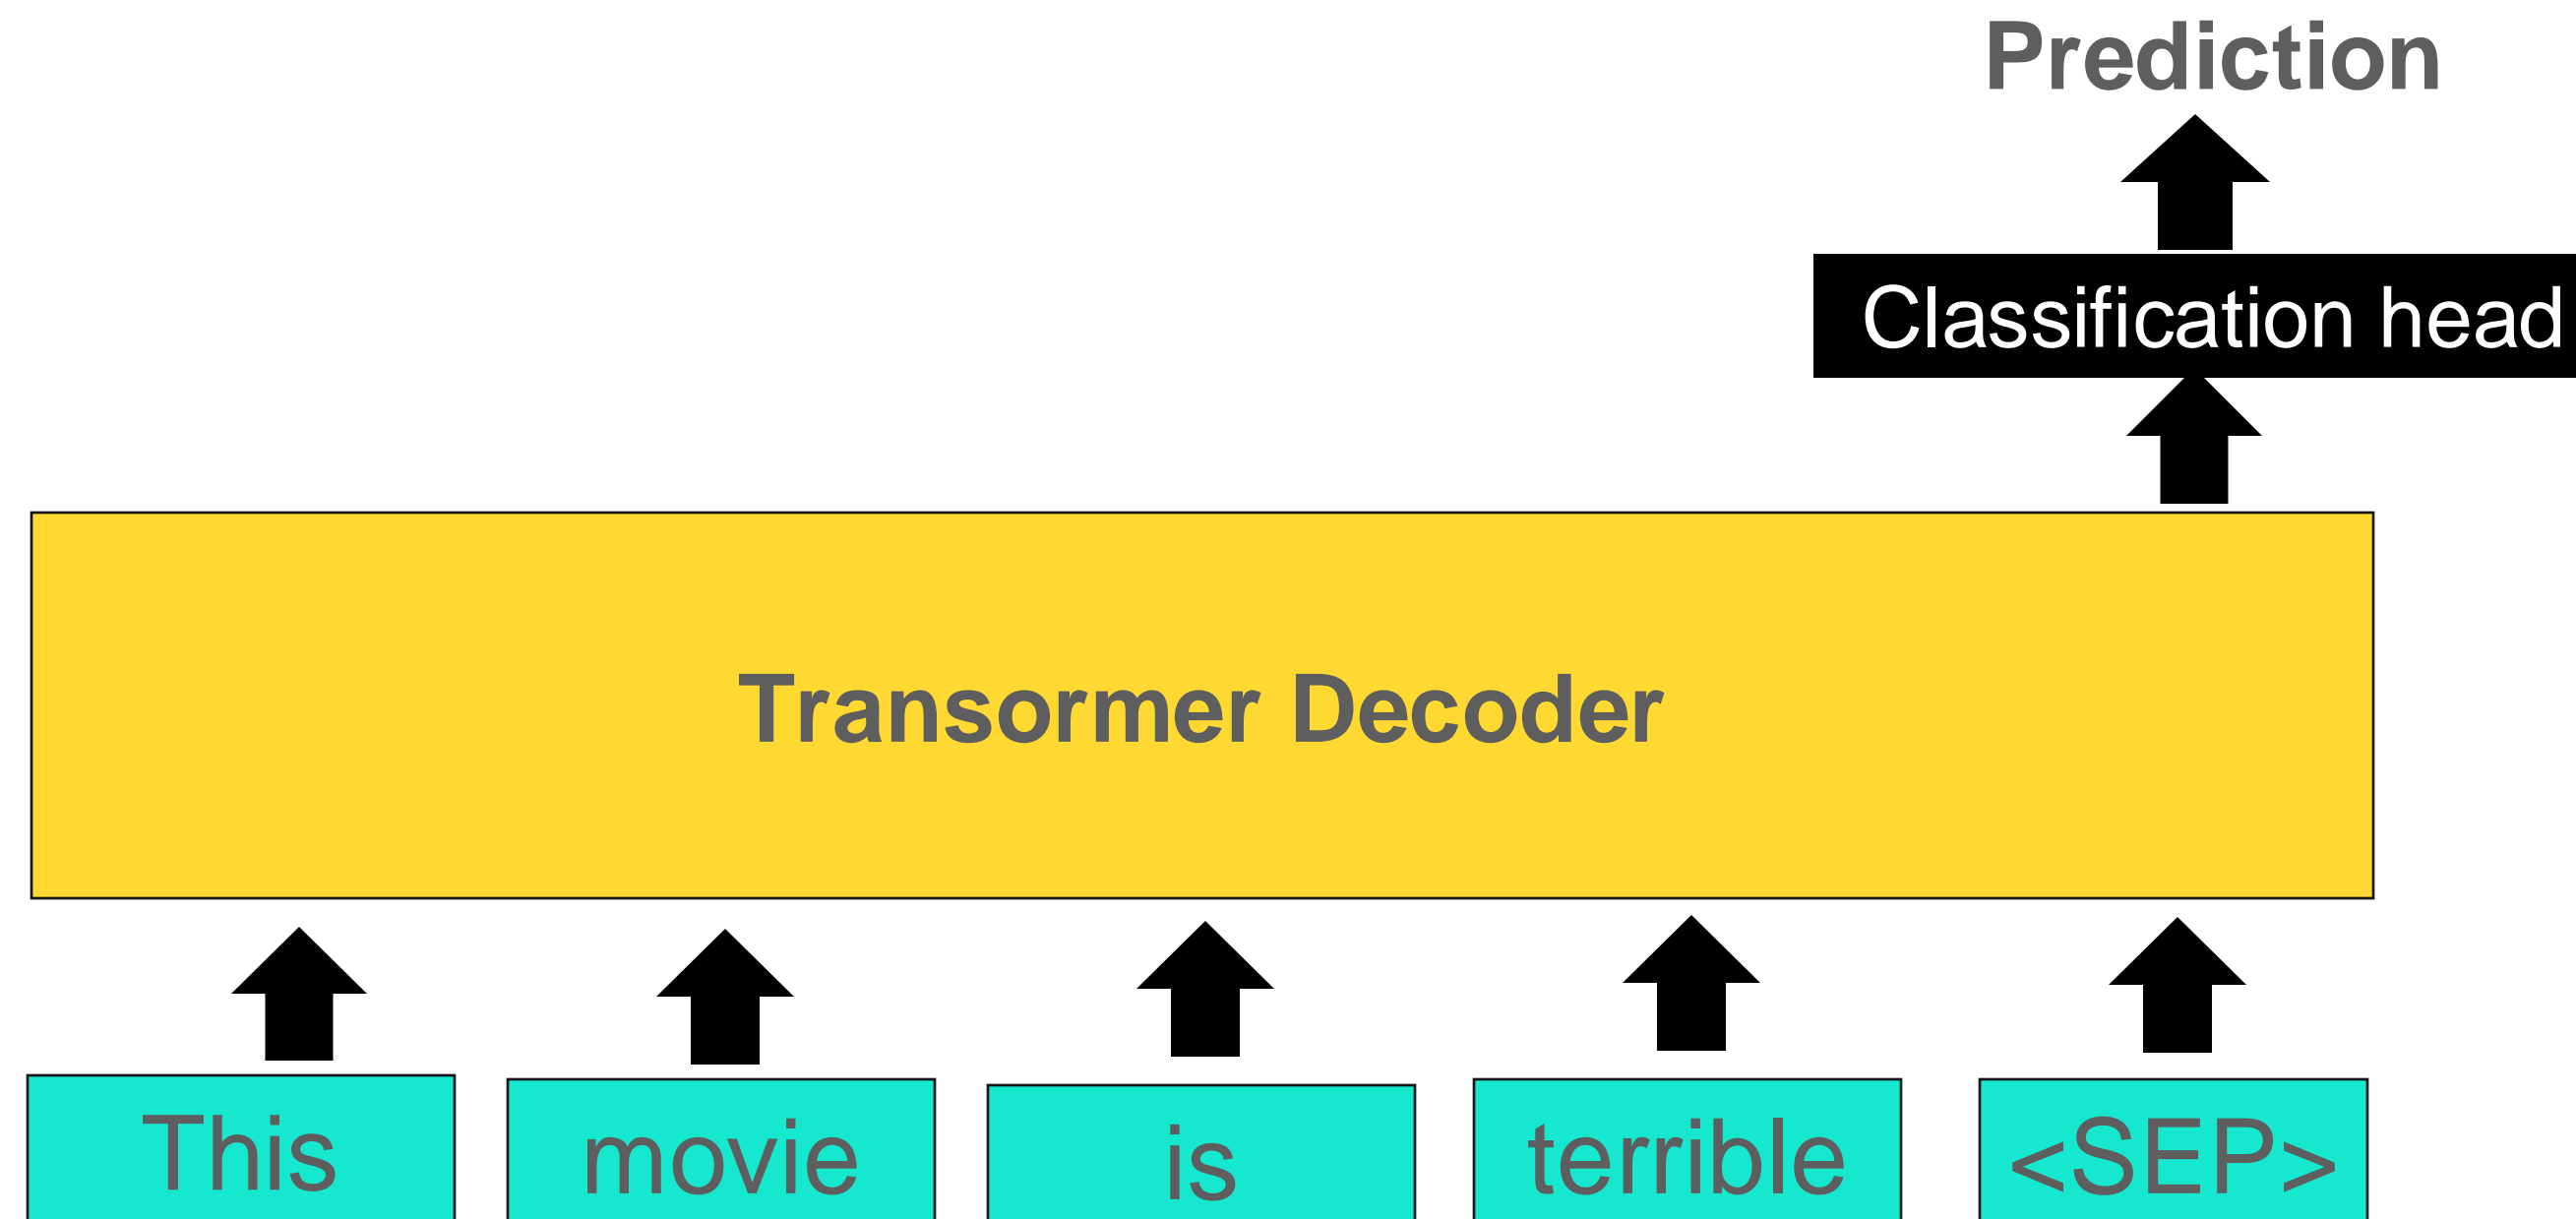 Prediction
Classification head
Transormer Decoder
This movie is terrible <SEP>